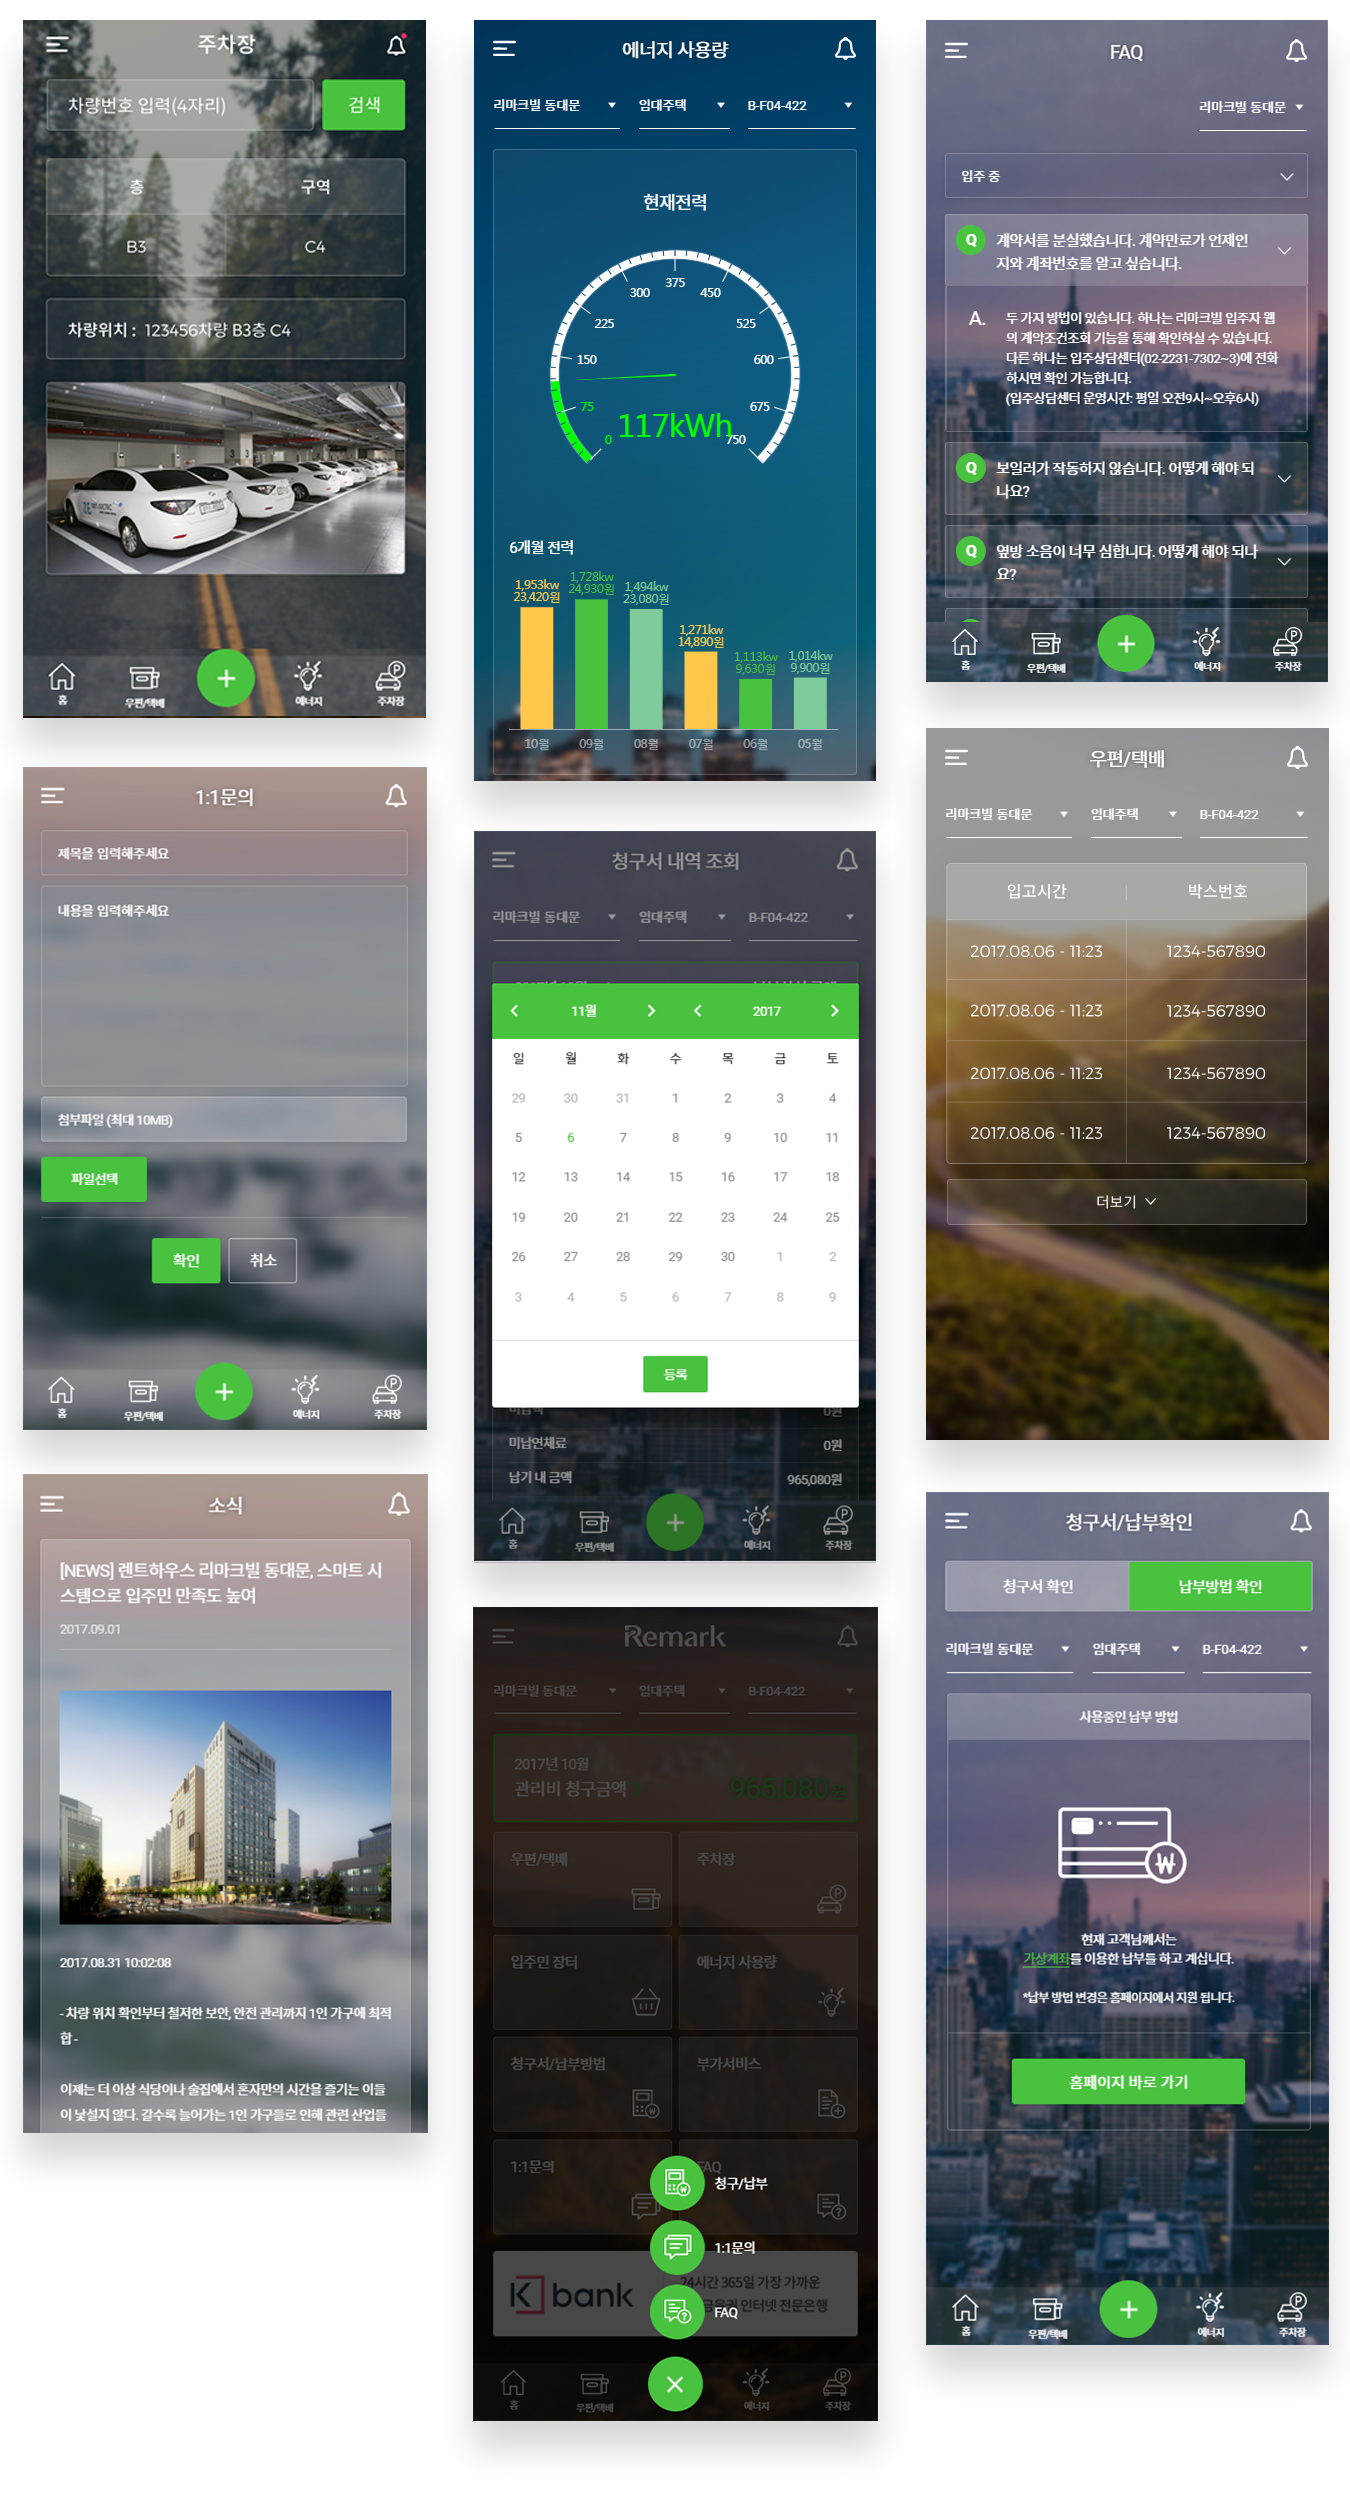 주차장
차량번호 입력(4자리)
검색
층 구역
B3 C4
차량위치 : 123456차량 B3층 C4
홈 우편/택배 에너지 주차장
1:1문의
제목을 입력해주세요
내용을 입력해주세요
첨부파일 (최대 10MB)
파일선택
확인 취소
홈 우편/택배 에너지 주차장
소식
[NEWS] 렌트하우스 리마크빌 동대문, 스마트 시
스템으로 입주민 만족도 높여
2017.09.01
Remark
2017.08.31 10:02:08
- 차량 위치 확인부터 철저한 보안, 안전 관리까지 1인 가구에 최적
합 -
이제는 더 이상 식당이나 술집에서 혼자만의 시간을 즐기는 이들
이 낯설지 않다. 갈수록 늘어가는 1인 가구들로 인해 관련 산업들
에너지 사용량
리마크빌 동대문 임대주택 B-F04-422
현재전력
0 75 150 225 300 375 450 525 600 675 750
117kWh
6개월 전력
1,953kw 1,728kw 1,494kw 1,271kw 1,113kw 1,014kw
23,420원 24,930원 23,080원 14,890원 9,630원 9,900원
10월 09월 08월 07월 06월 05월
청구서 내역 조회
리마크빌 동대문 임대주택 B-F04-422
11월 2017
일 월 화 수 목 금 토
29 30 31 1 2 3 4
5 6 7 8 9 10 11
12 13 14 15 16 17 18
19 20 21 22 23 24 25
26 27 28 29 30 1 2
3 4 5 6 7 8 9
등록
미납액 0원
미납연체료 0원
납기 내 금액 965,080원
홈 우편/택배 에너지 주차장
Remark
리마크빌 동대문 임대주택 B-F04-422
2017년 10월
관리비 청구금액 965,080원
우편/택배 주차장
입주민 장터 에너지 사용량
청구서/납부방법 부가서비스
1:1문의 FAQ
청구/납부
1:1문의
FAQ
K bank
24시간 365일 가장 가까운
금융권 인터넷 전문은행
홈 우편/택배 에너지 주차장
FAQ
리마크빌 동대문
입주 중
Q 계약서를 분실했습니다. 계약만료가 언제인
지와 계좌번호를 알고 싶습니다.
A. 두 가지 방법이 있습니다. 하나는 리마크빌 입주자 웹
의 계약조건조회 기능을 통해 확인하실 수 있습니다.
다른 하나는 입주상담센터(02-2231-7302~3)에 전화
하시면 확인 가능합니다.
(입주상담센터 운영시간: 평일 오전9시~오후6시)
Q 보일러가 작동하지 않습니다. 어떻게 해야 되
나요?
Q 옆방 소음이 너무 심합니다. 어떻게 해야 되나
요?
홈 우편/택배 에너지 주차장
우편/택배
리마크빌 동대문 임대주택 B-F04-422
입고시간 박스번호
2017.08.06 - 11:23 1234-567890
2017.08.06 - 11:23 1234-567890
2017.08.06 - 11:23 1234-567890
2017.08.06 - 11:23 1234-567890
더보기
청구서/납부확인
청구서 확인 납부방법 확인
리마크빌 동대문 임대주택 B-F04-422
사용중인 납부 방법
현재 고객님께서는
가상계좌를 이용한 납부를 하고 계십니다.
*납부 방법 변경은 홈페이지에서 지원 됩니다.
홈페이지 바로 가기
홈 우편/택배 에너지 주차장